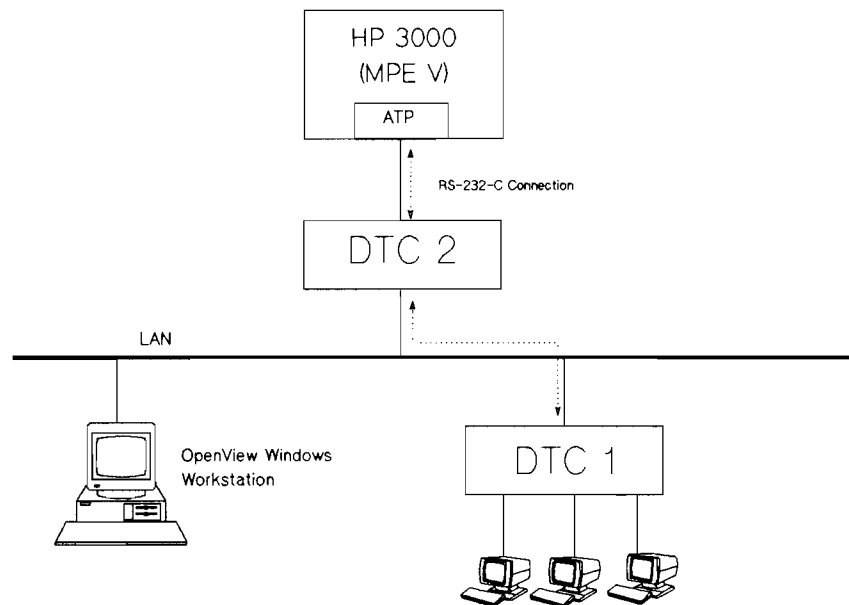 HP 3000
(MPE V)
ATP
RS-232-C Connection
DTC 2
LAN
OpenView Windows
Workstation
DTC 1